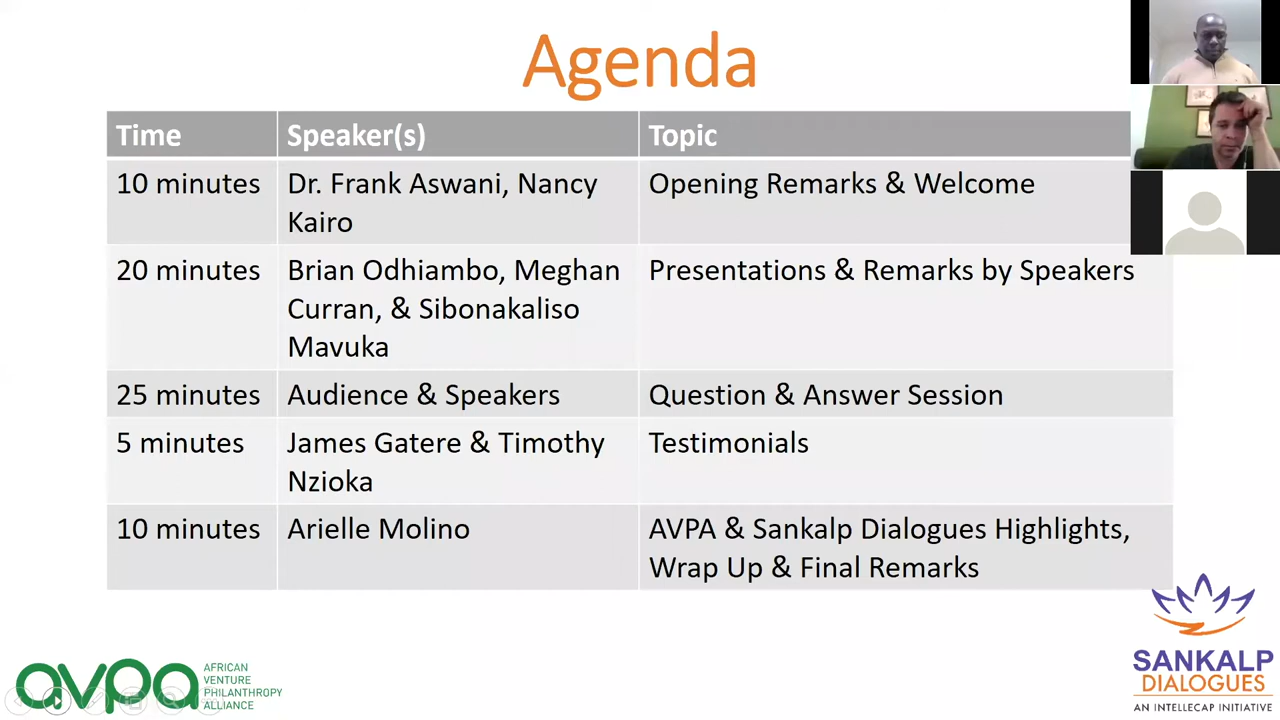 Agenda
Time Speaker(s) Topic
10 minutes Dr. Frank Aswani, Nancy Opening Remarks & Welcome
Kairo
20 minutes Brian Odhiambo, Meghan Presentations & Remarks by Speakers
Curran, & Sibonakaliso
Mavuka
25 minutes Audience & Speakers Question & Answer Session
5 minutes James Gatere & Timothy Testimonials
Nzioka
10 minutes Arielle Molino AVPA & Sankalp Dialogues Highlights,
Wrap Up & Final Remarks
avpa
AFRICAN
VENTURE
PHILANTHROPY
ALLIANCE
SANKALP
DIALOGUES
AN INTELLECAP INITIATIVE